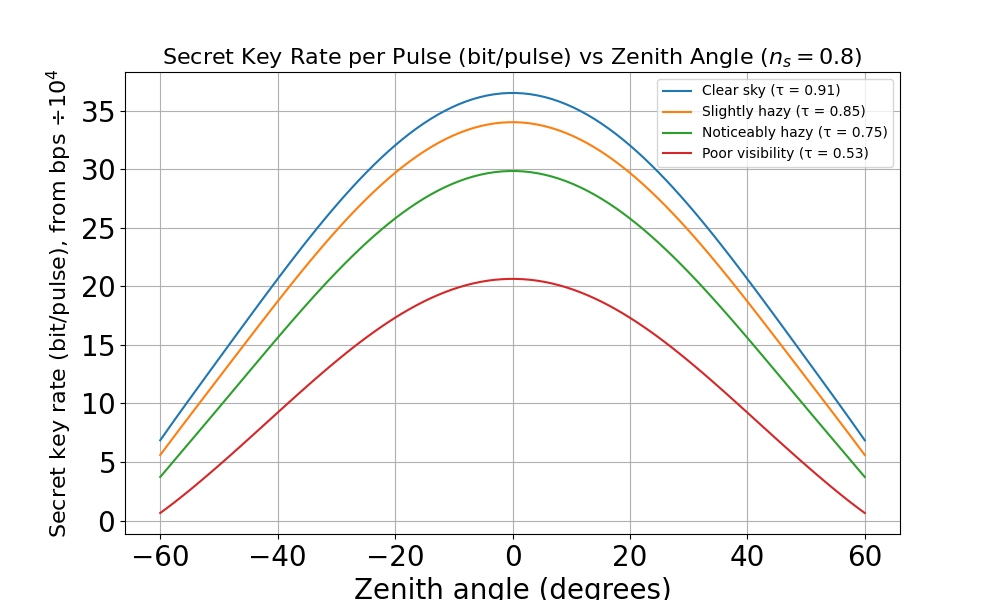 Secret Key Rate per Pulse (bit/pulse) vs Zenith Angle ($n_s = 0.8$)
Secret key rate (bit/pulse), from bps ÷10⁴
35
30
25
20
15
10
5
0
Clear sky (τ = 0.91)
Slightly hazy (τ = 0.85)
Noticeably hazy (τ = 0.75)
Poor visibility (τ = 0.53)
−60 −40 −20 0 20 40 60
Zenith angle (degrees)